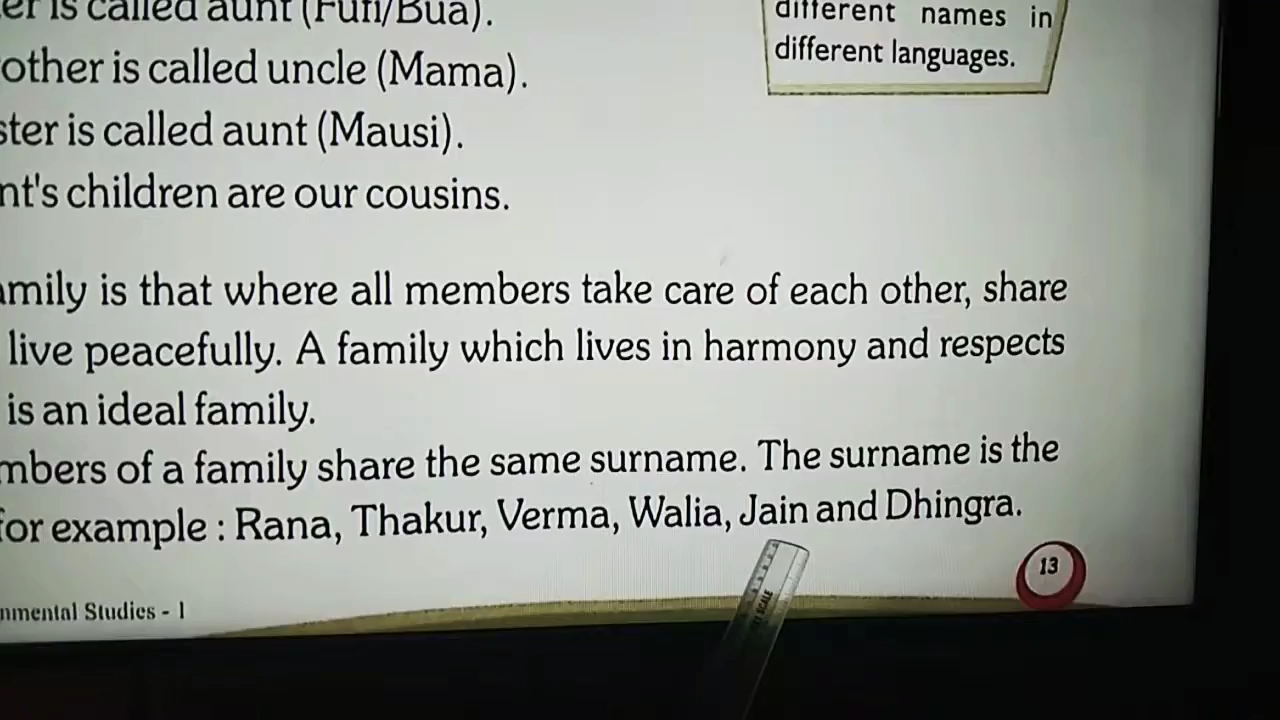 er is called aunt (Fufi/Bua).
other is called uncle (Mama).
ster is called aunt (Mausi).
nt's children are our cousins.
different names in
different languages.
amily is that where all members take care of each other, share
live peacefully. A family which lives in harmony and respects
is an ideal family.
mbers of a family share the same surname. The surname is the
for example : Rana, Thakur, Verma, Walia, Jain and Dhingra.
13
nmental Studies - 1
SCALE